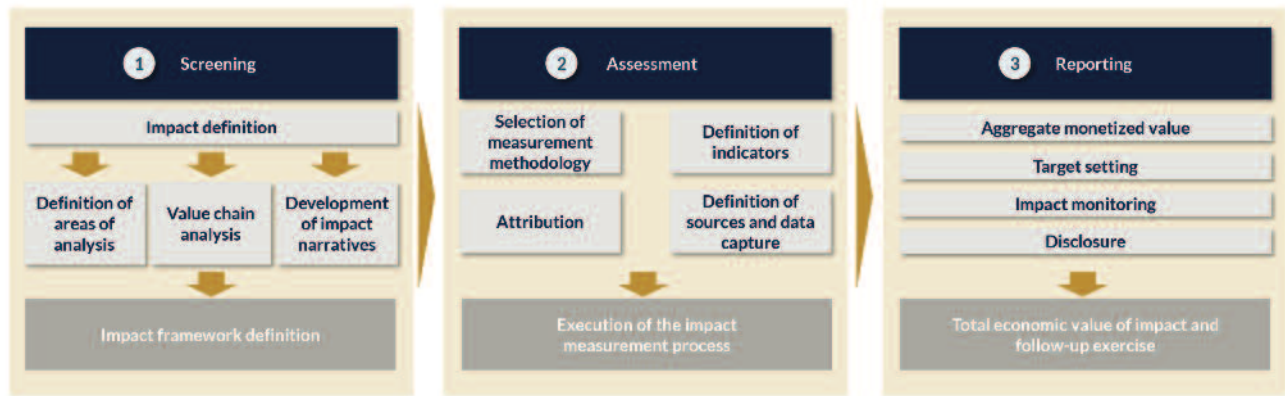 1 Screening
Impact definition
Definition of
areas of
analysis
Value chain
analysis
Development
of impact
narratives
Impact framework definition
2 Assessment
Selection of
measurement
methodology
Definition of
indicators
Attribution
Definition of
sources and data
capture
Execution of the impact
measurement process
3 Reporting
Aggregate monetized value
Target setting
Impact monitoring
Disclosure
Total economic value of impact and
follow-up exercise